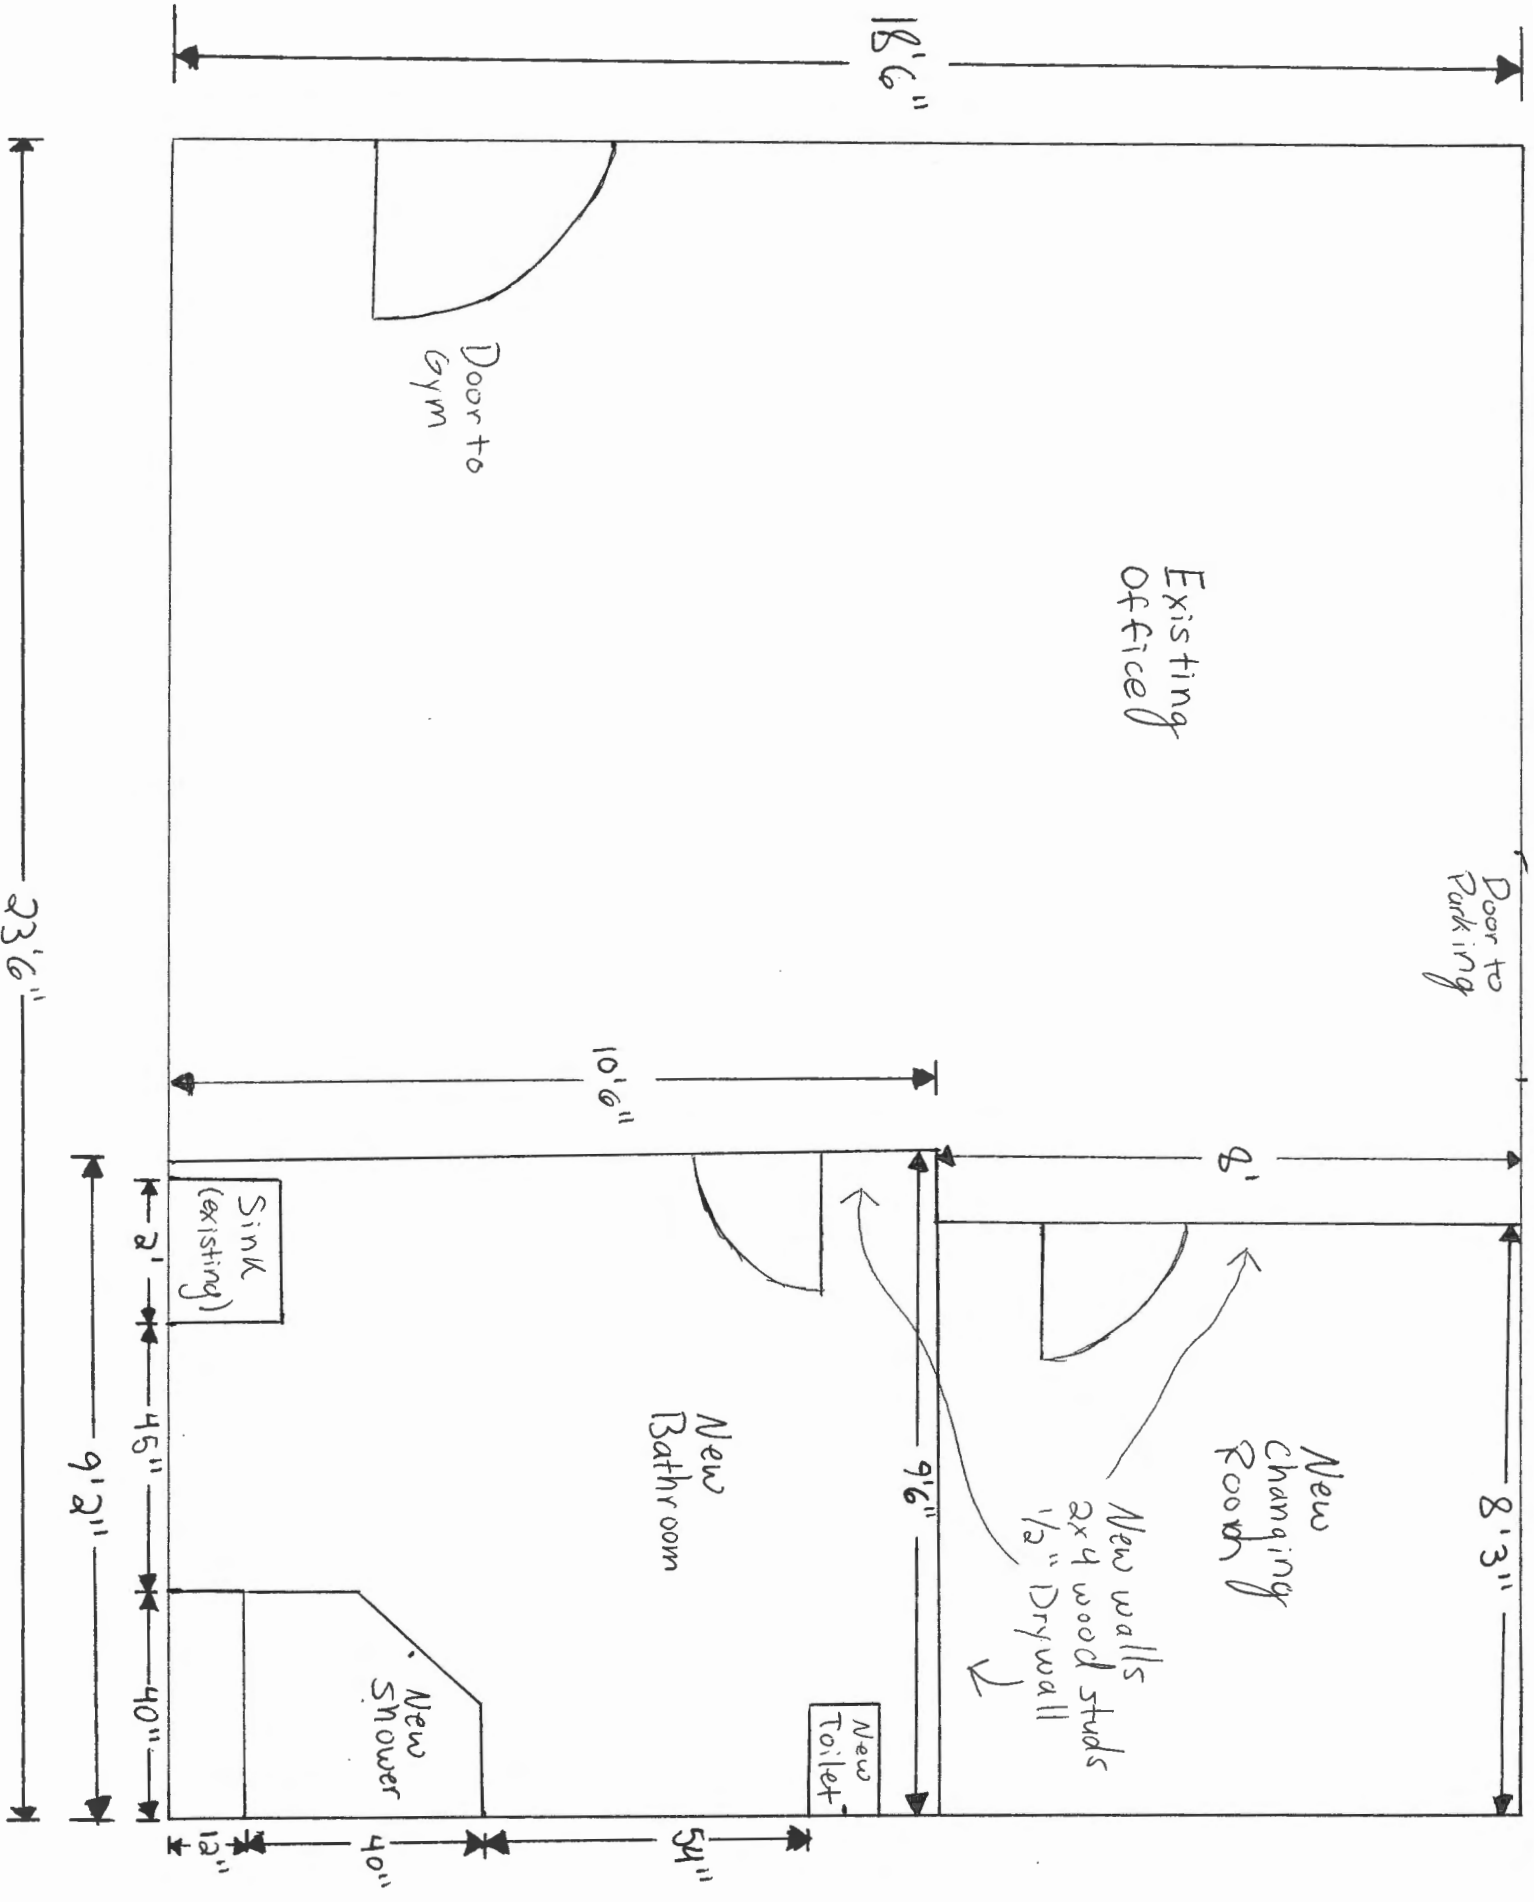 18'6"
Door to
Gym
Existing
Office
Door to
Parking
23'6"
10'6"
8'
Sink
(existing)
2'
45"
9'2"
40"
New
Bathroom
9'6"
New
Changing
Room
8'3"
New walls
2x4 wood studs
1/2" Drywall
New
Shower
New
Toilet
12"
40"
54"